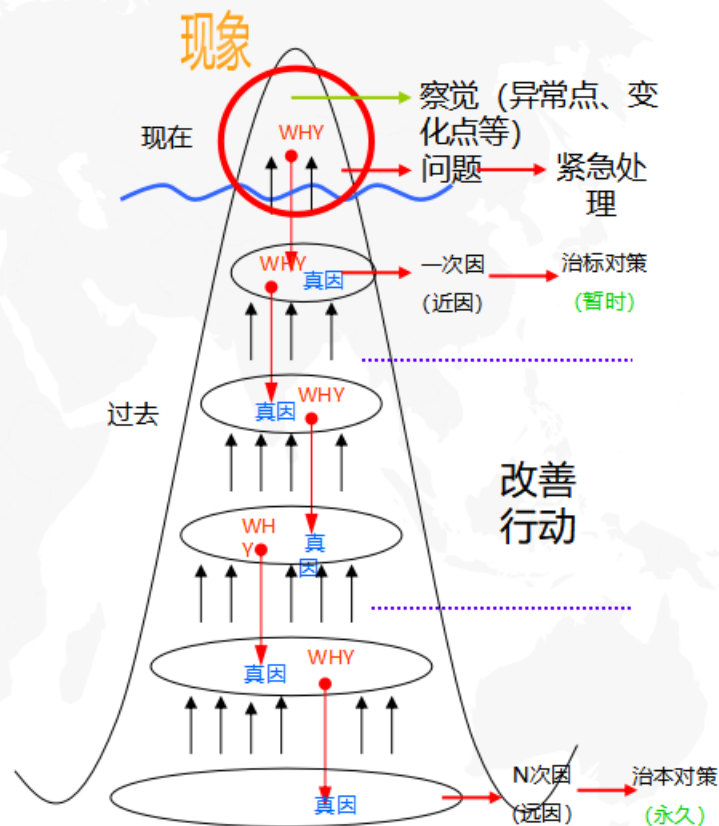 现象
察觉（异常点、变
化点等）
WHY
现在
问题
紧急处
理
WHY
真因
一次因
治标对策
(近因)
(暂时)
过去
真因
WHY
改善
行动
WH
Y
真
因
真因
WHY
N次因
治本对策
真因
(远因)
(永久)